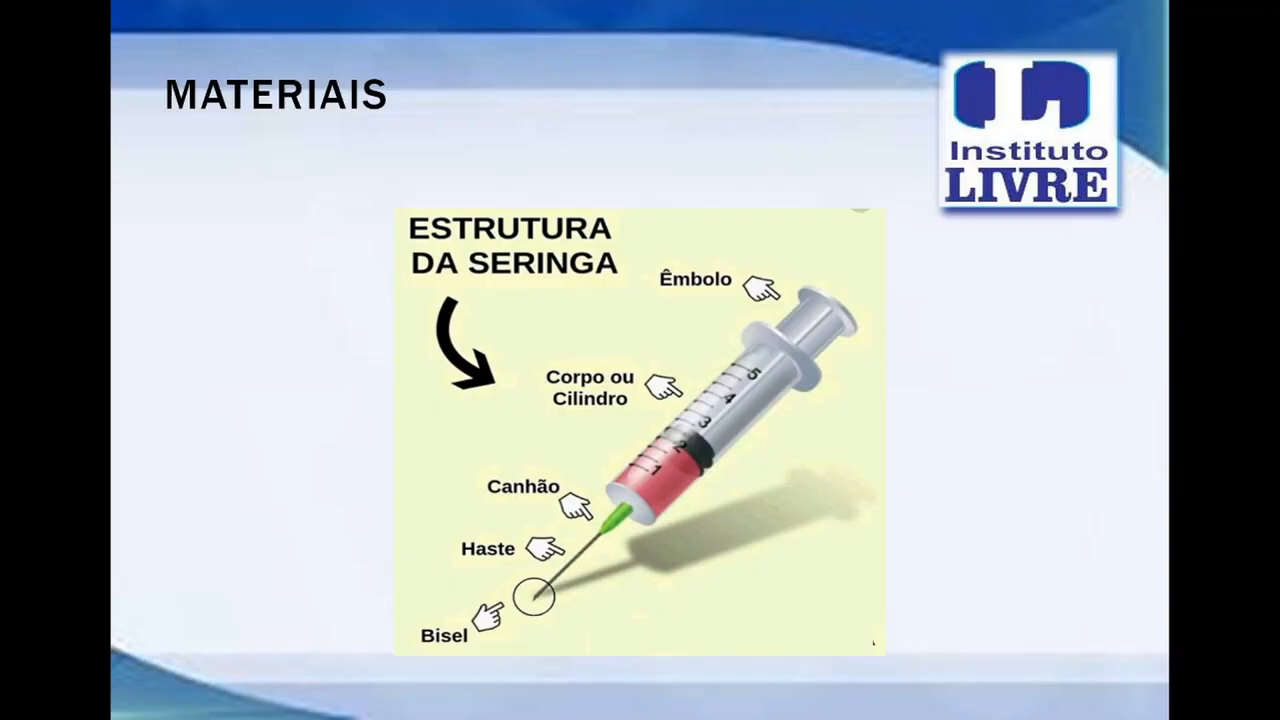 MATERIAIS
Instituto
LIVRE
ESTRUTURA
DA SERINGA
Êmbolo
Corpo ou
Cilindro
5
4
3
2
1
Canhão
Haste
Bisel